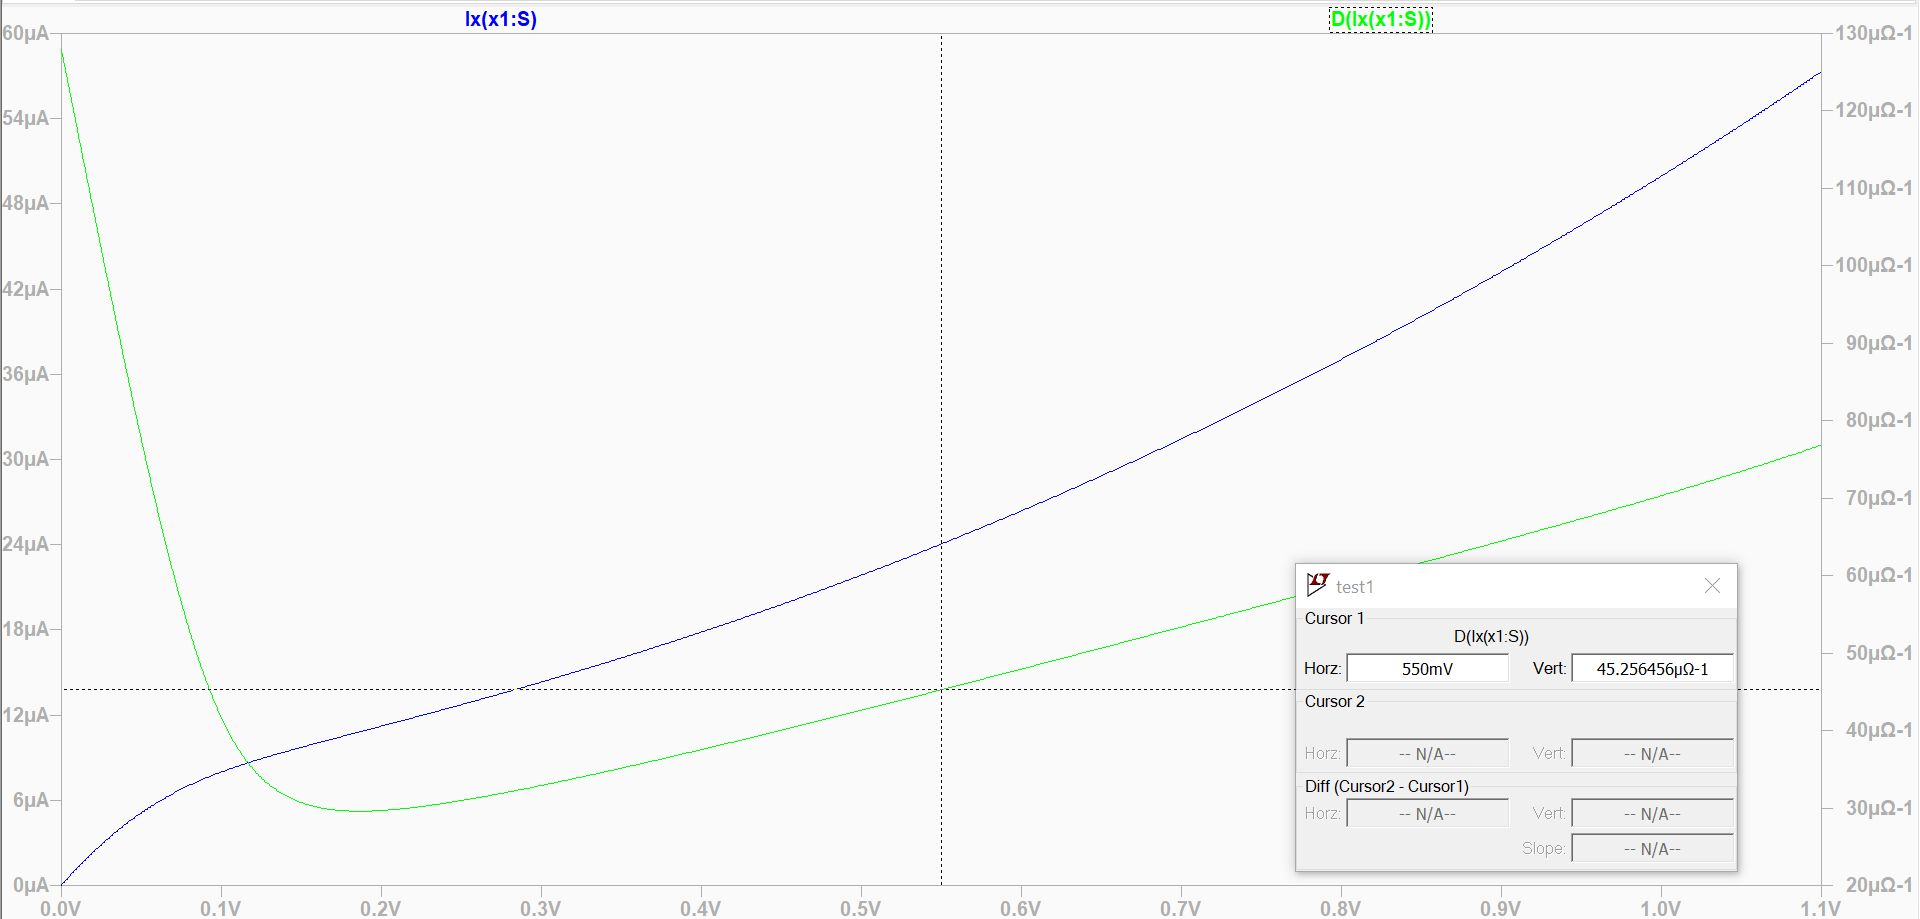 Ix(x1:S) D(Ix(x1:S))
60µA 130µΩ-1
54µA 120µΩ-1
48µA 110µΩ-1
42µA 100µΩ-1
36µA 90µΩ-1
30µA 80µΩ-1
24µA 70µΩ-1
18µA 60µΩ-1
12µA 50µΩ-1
6µA 40µΩ-1
0µA 30µΩ-1
20µΩ-1
0.0V 0.1V 0.2V 0.3V 0.4V 0.5V 0.6V 0.7V 0.8V 0.9V 1.0V 1.1V
LT test1
Cursor 1
D(Ix(x1:S))
Horz: 550mV Vert: 45.256456µΩ-1
Cursor 2
Horz: -- N/A-- Vert: -- N/A--
Diff (Cursor2 - Cursor1)
Horz: -- N/A-- Vert: -- N/A--
Slope: -- N/A--